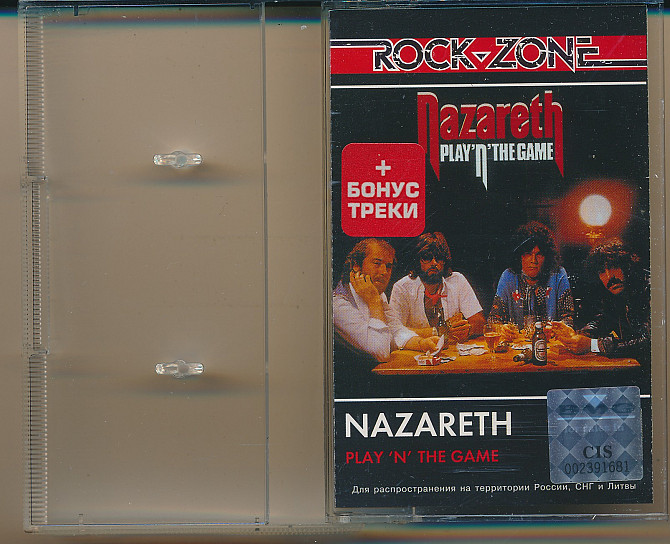 ROCK-ZONE
Nazareth
PLAY 'N' THE GAME
+
БОНУС
ТРЕКИ
NAZARETH
PLAY 'N' THE GAME
BMG
CIS
002391681
Для распространения на территории России, СНГ и Литвы